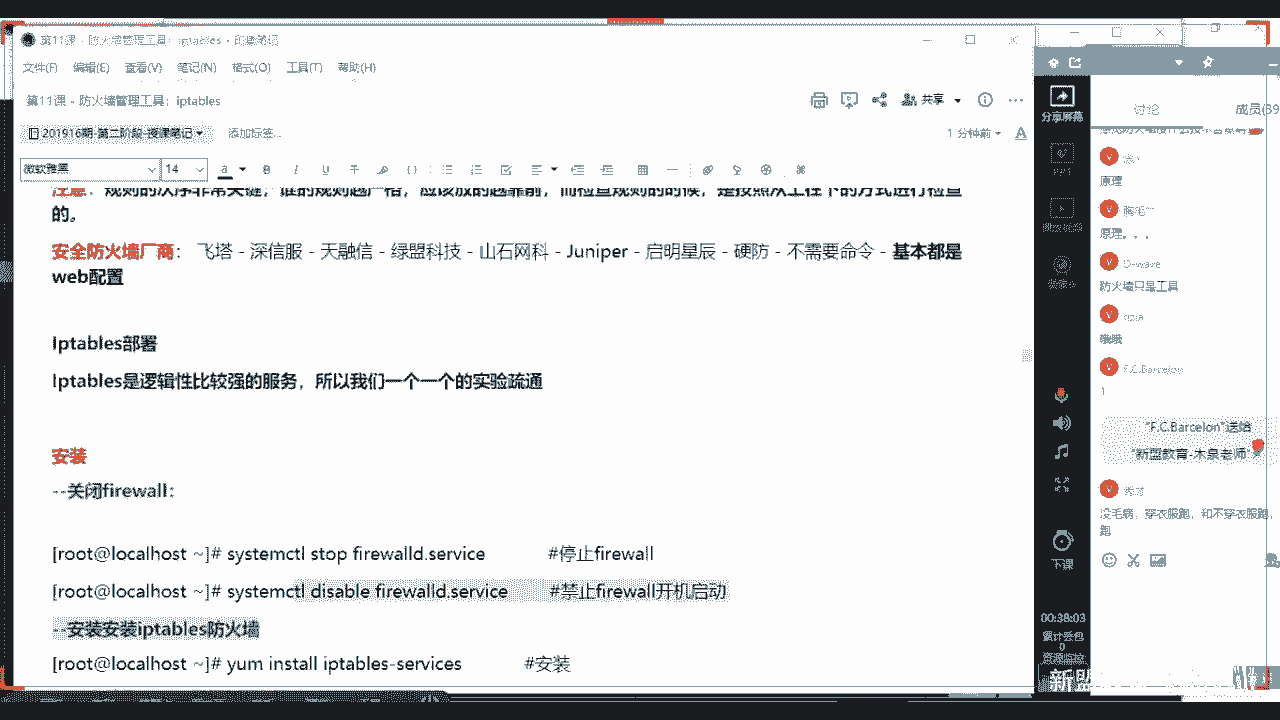 第11课 - 防火墙管理工具：iptables - 印象笔记
文件(F) 编辑(E) 查看(V) 笔记(N) 格式(O) 工具(T) 帮助(H)
第11课 - 防火墙管理工具：iptables
共享
201916期-第二阶段-授课笔记
添加标签...
1 分钟前
微软雅黑
14
注意：规则的次序非常关键，谁的规则越严格，应该放的越靠前，而检查规则的时候，是按照从上往下的方式进行检查
的。
安全防火墙厂商： 飞塔 - 深信服 - 天融信 - 绿盟科技 - 山石网科 - Juniper - 启明星辰 - 硬防 - 不需要命令 - 基本都是
web配置
Iptables部署
Iptables是逻辑性比较强的服务，所以我们一个一个的实验疏通
安装
--关闭firewall：
[root@localhost ~]# systemctl stop firewalld.service #停止firewall
[root@localhost ~]# systemctl disable firewalld.service #禁止firewall开机启动
--安装安装iptables防火墙
[root@localhost ~]# yum install iptables-services #安装
分享屏幕
下课
00:38:03
累计丢包
0
资源监控
讨论
成员(39
原理
原理。。。
D-wave
防火墙只是工具
哦哦
F.C.Barcelon
1
"F.C.Barcelon"送给
"新盟教育-木泉老师"
没毛病，穿衣服跑，和不穿衣服跑，
跑
新盟